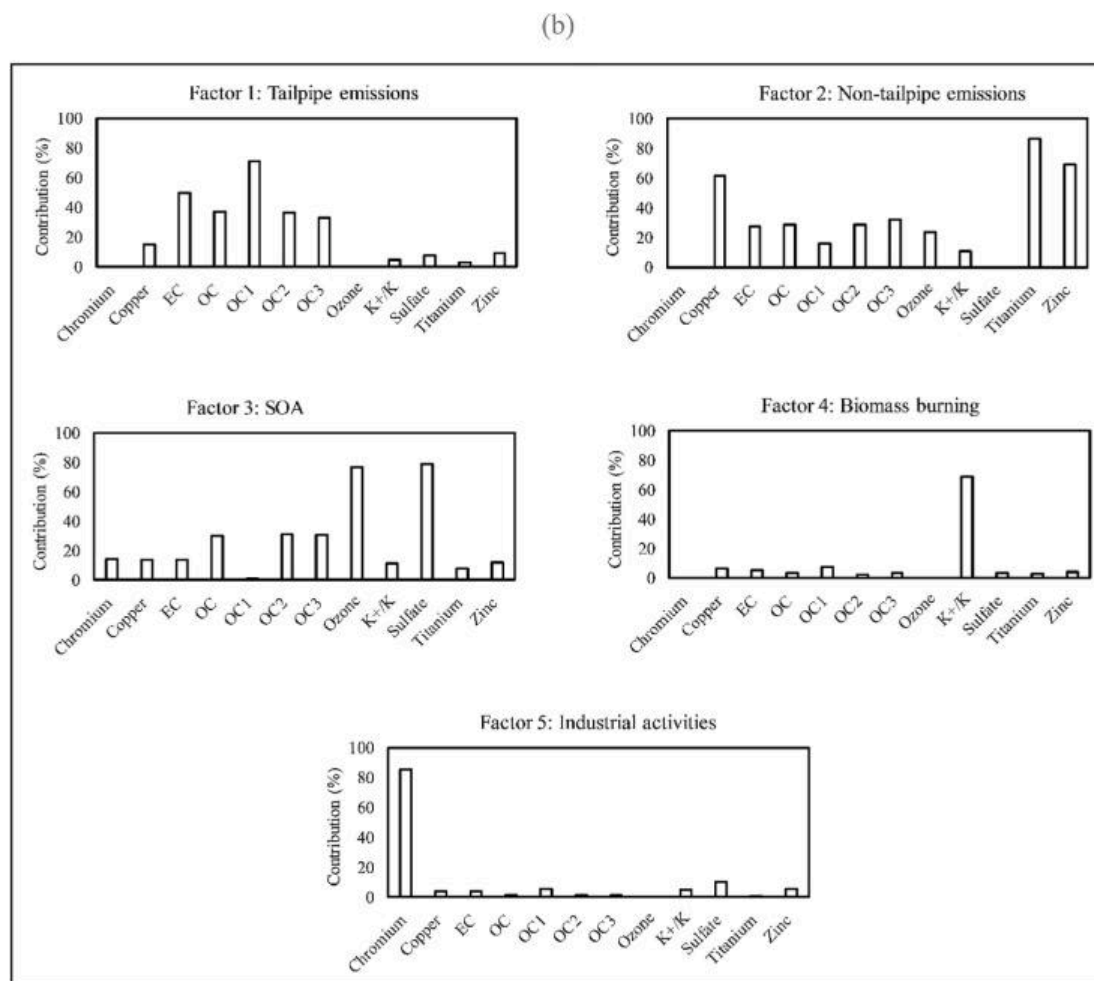 (b)
Factor 1: Tailpipe emissions
Contribution (%)
100
80
60
40
20
0
Chromium
Copper
EC
OC
OC1
OC2
OC3
Ozone
K+/K
Sulfate
Titanium
Zinc
Factor 2: Non-tailpipe emissions
Contribution (%)
100
80
60
40
20
0
Chromium
Copper
EC
OC
OC1
OC2
OC3
Ozone
K+/K
Sulfate
Titanium
Zinc
Factor 3: SOA
Contribution (%)
100
80
60
40
20
0
Chromium
Copper
EC
OC
OC1
OC2
OC3
Ozone
K+/K
Sulfate
Titanium
Zinc
Factor 4: Biomass burning
Contribution (%)
100
80
60
40
20
0
Chromium
Copper
EC
OC
OC1
OC2
OC3
Ozone
K+/K
Sulfate
Titanium
Zinc
Factor 5: Industrial activities
Contribution (%)
100
80
60
40
20
0
Chromium
Copper
EC
OC
OC1
OC2
OC3
Ozone
K+/K
Sulfate
Titanium
Zinc